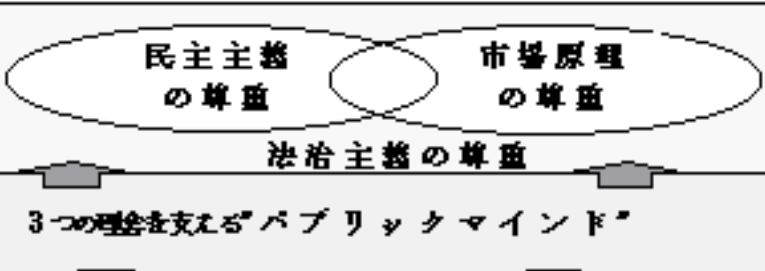 民主主義
の尊重
市場原理
の尊重
法治主義の尊重
3つの理念を支える"パブリックマインド"